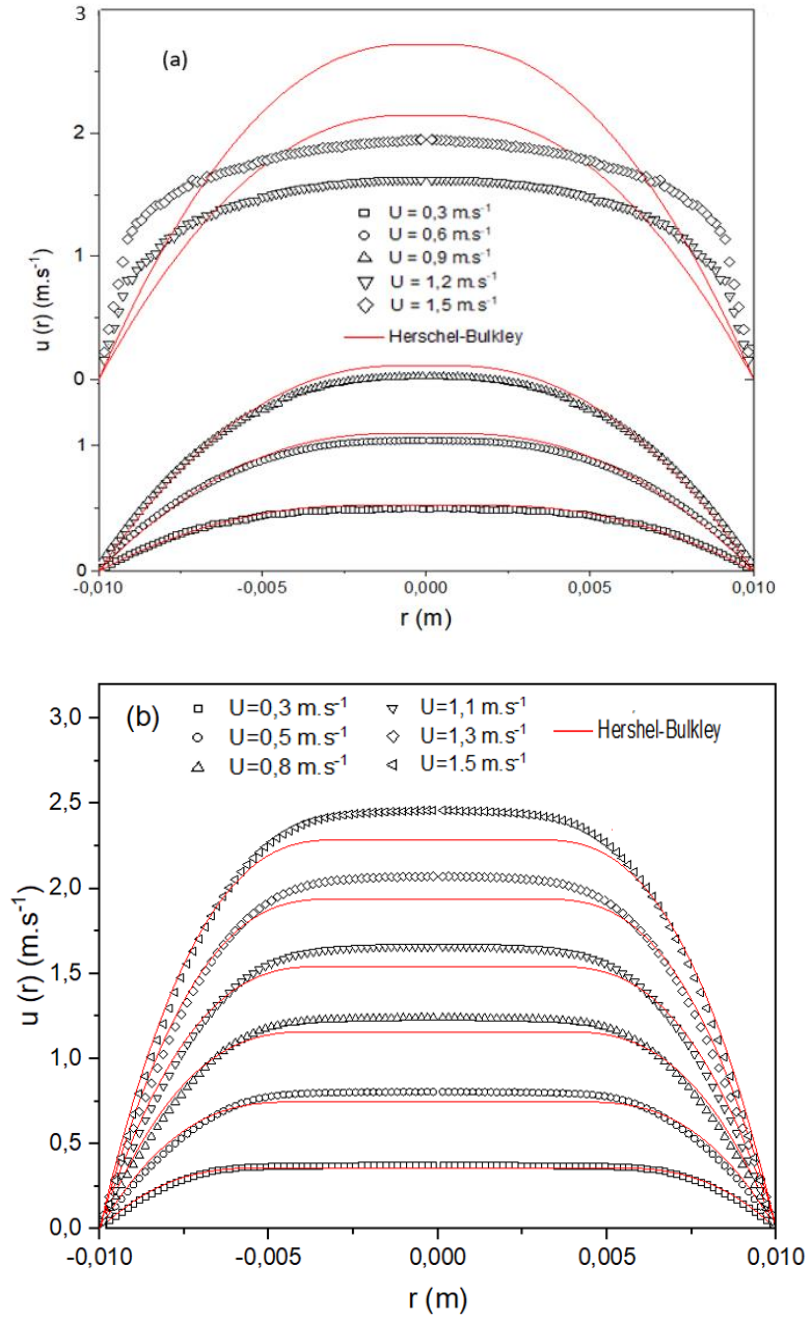 3
(a)
2
U = 0,3 m.s⁻¹
U = 0,6 m.s⁻¹
U = 0,9 m.s⁻¹
1
U = 1,2 m.s⁻¹
U = 1,5 m.s⁻¹
Herschel-Bulkley
u (r) (m.s⁻¹)
0
1
0
-0,010 -0,005 0,000 0,005 0,010
r (m)
3,0
(b)
U=0,3 m.s⁻¹ U=1,1 m.s⁻¹
U=0,5 m.s⁻¹ U=1,3 m.s⁻¹
U=0,8 m.s⁻¹ U=1.5 m.s⁻¹
Hershel-Bulkley
2,5
2,0
u (r) (m.s⁻¹)
1,5
1,0
0,5
0,0
-0,010 -0,005 0,000 0,005 0,010
r (m)